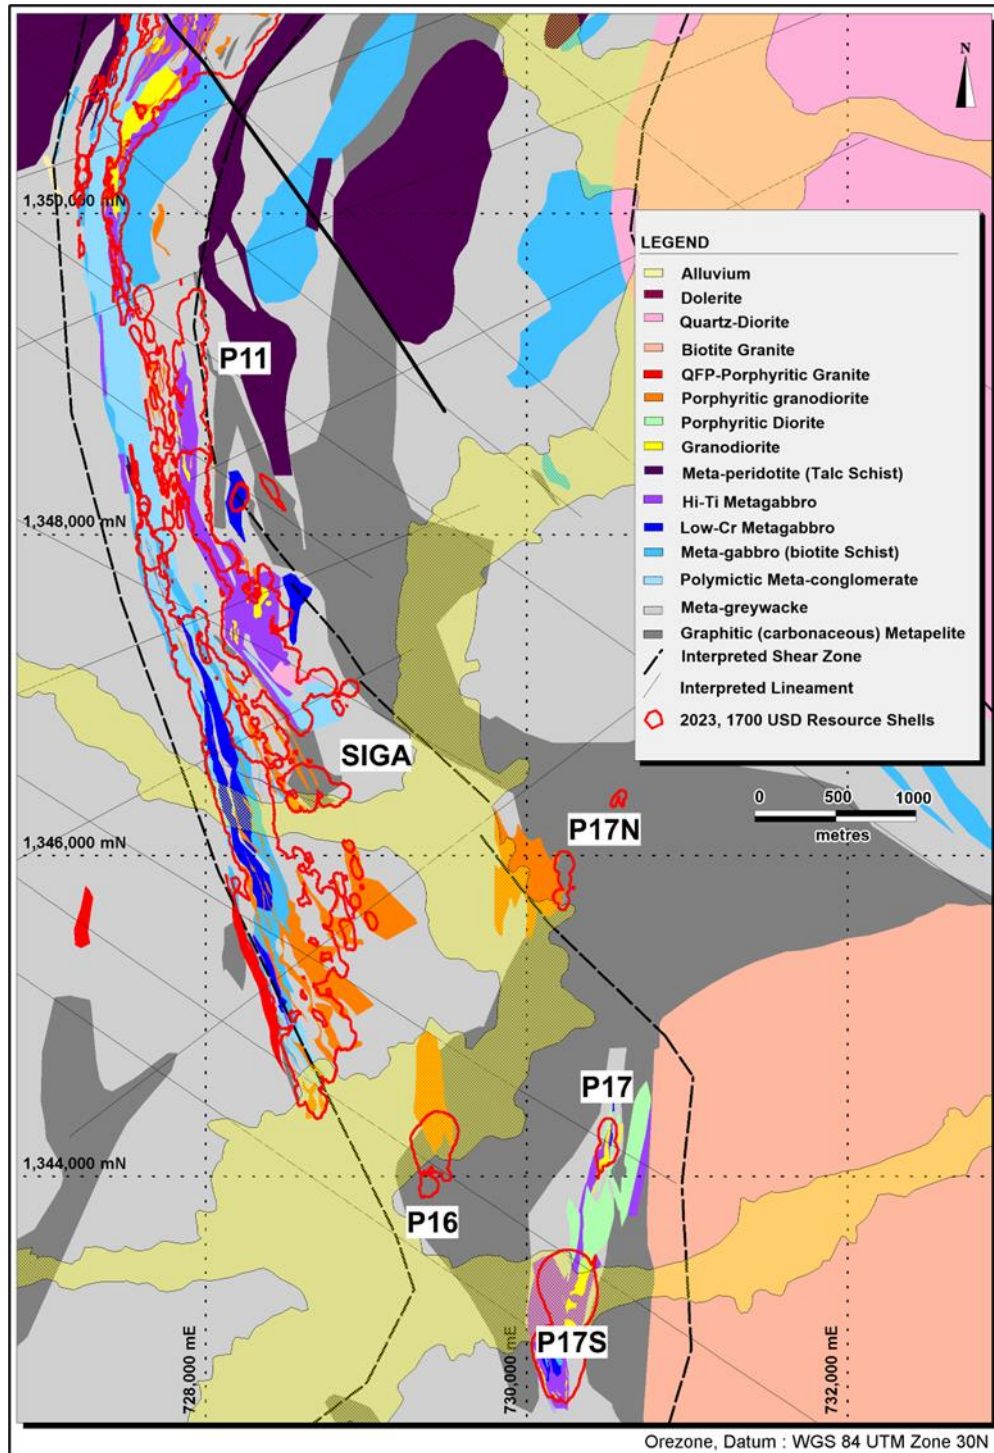 N
1,350,000 mN
LEGEND
Alluvium
Dolerite
Quartz-Diorite
Biotite Granite
QFP-Porphyritic Granite
Porphyritic granodiorite
Porphyritic Diorite
Granodiorite
Meta-peridotite (Talc Schist)
Hi-Ti Metagabbro
Low-Cr Metagabbro
Meta-gabbro (biotite Schist)
Polymictic Meta-conglomerate
Meta-greywacke
Graphitic (carbonaceous) Metapelite
Interpreted Shear Zone
Interpreted Lineament
2023, 1700 USD Resource Shells
P11
1,348,000 mN
SIGA
0 500 1000
metres
P17N
1,346,000 mN
P17
1,344,000 mN
P16
P17S
728,000 mE
730,000 mE
732,000 mE
Orezone, Datum : WGS 84 UTM Zone 30N